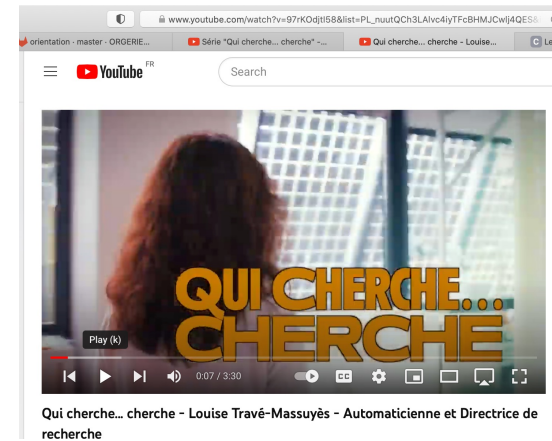 www.youtube.com/watch?v=97rKOdjtI58&list=PL_nuutQCh3LAIvc4iyTFcBHMJCwIj4QES&
orientation · master · ORGERIE...
Série "Qui cherche... cherche" -...
Qui cherche... cherche - Louise...
C Le
YouTube FR
Search
QUI CHERCHE...
CHERCHE
Play (k)
0:07 / 3:30
CC
Qui cherche... cherche - Louise Travé-Massuyès - Automaticienne et Directrice de
recherche